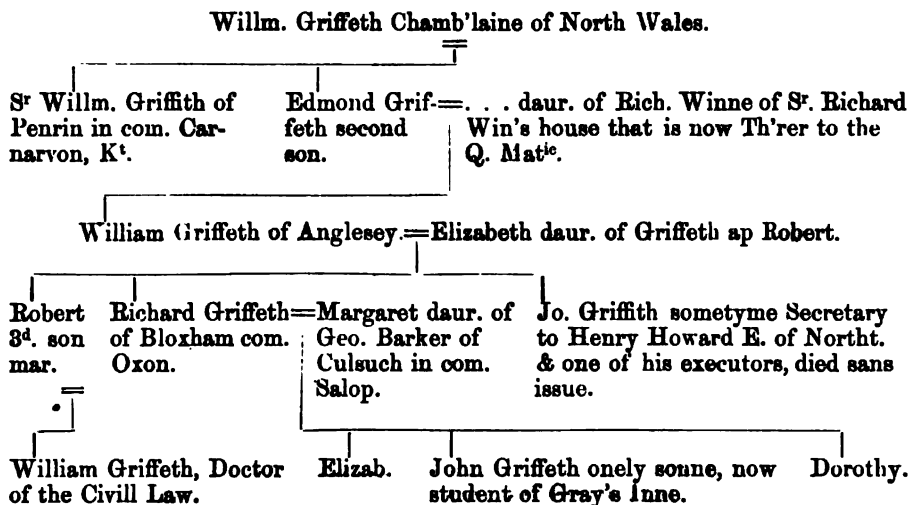 Willm. Griffeth Chamb'laine of North Wales.
Sr Willm. Griffith of
Penrin in com. Car-
narvon, Kt.
Edmond Grif-
feth second
son.
=. . . daur. of Rich. Winne of Sr. Richard
Win's house that is now Th'rer to the
Q. Matie.
William Griffeth of Anglesey.=Elizabeth daur. of Griffeth ap Robert.
Robert
3d. son
mar.
Richard Griffeth=
of Bloxham com.
Oxon.
Margaret daur. of
Geo. Barker of
Culsuch in com.
Salop.
Jo. Griffith sometyme Secretary
to Henry Howard E. of Northt.
& one of his executors, died sans
issue.
William Griffeth, Doctor
of the Civill Law.
Elizab.
John Griffeth onely sonne, now
student of Gray's Inne.
Dorothy.